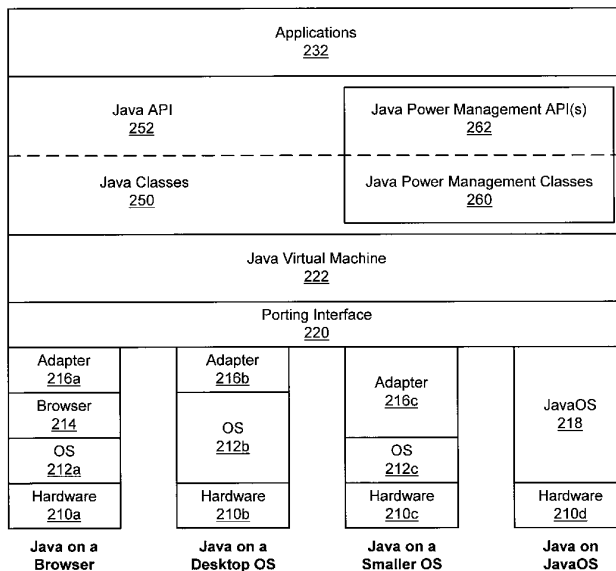 Applications
232
Java API
252
Java Power Management API(s)
262
Java Classes
250
Java Power Management Classes
260
Java Virtual Machine
222
Porting Interface
220
Adapter
216a
Browser
214
OS
212a
Hardware
210a
Java on a
Browser
Adapter
216b
OS
212b
Hardware
210b
Java on a
Desktop OS
Adapter
216c
OS
212c
Hardware
210c
Java on a
Smaller OS
JavaOS
218
Hardware
210d
Java on
JavaOS